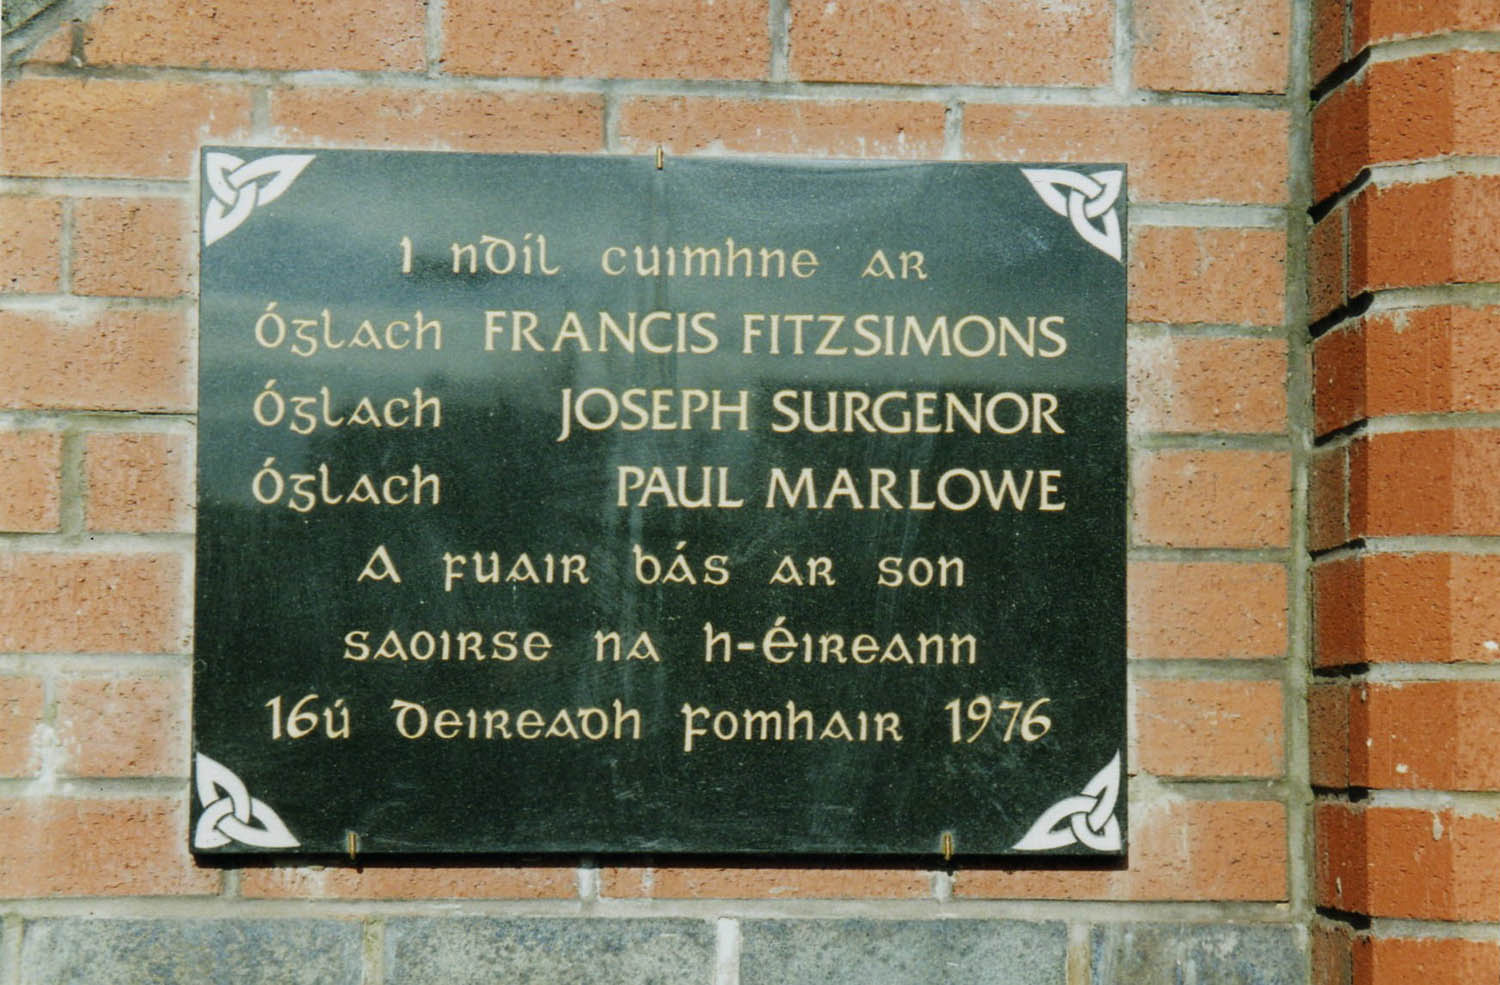 I ndíl cuimhne ar
Óglach FRANCIS FITZSIMONS
Óglach JOSEPH SURGENOR
Óglach PAUL MARLOWE
A fuair bás ar son
saoirse na h-Éireann
16ú deireadh fomhair 1976